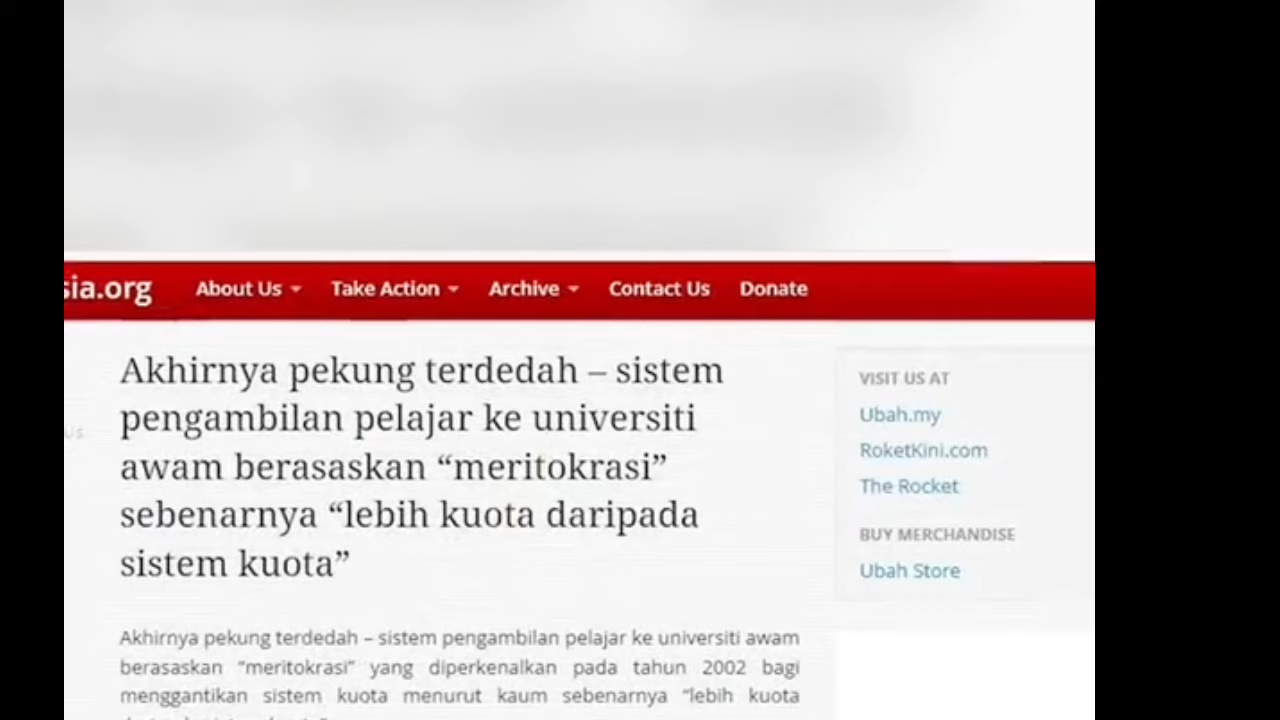 sia.org About Us Take Action Archive Contact Us Donate
Akhirnya pekung terdedah – sistem
pengambilan pelajar ke universiti
awam berasaskan “meritokrasi”
sebenarnya “lebih kuota daripada
sistem kuota”
Akhirnya pekung terdedah – sistem pengambilan pelajar ke universiti awam
berasaskan “meritokrasi” yang diperkenalkan pada tahun 2002 bagi
menggantikan sistem kuota menurut kaum sebenarnya “lebih kuota
VISIT US AT
Ubah.my
RoketKini.com
The Rocket
BUY MERCHANDISE
Ubah Store